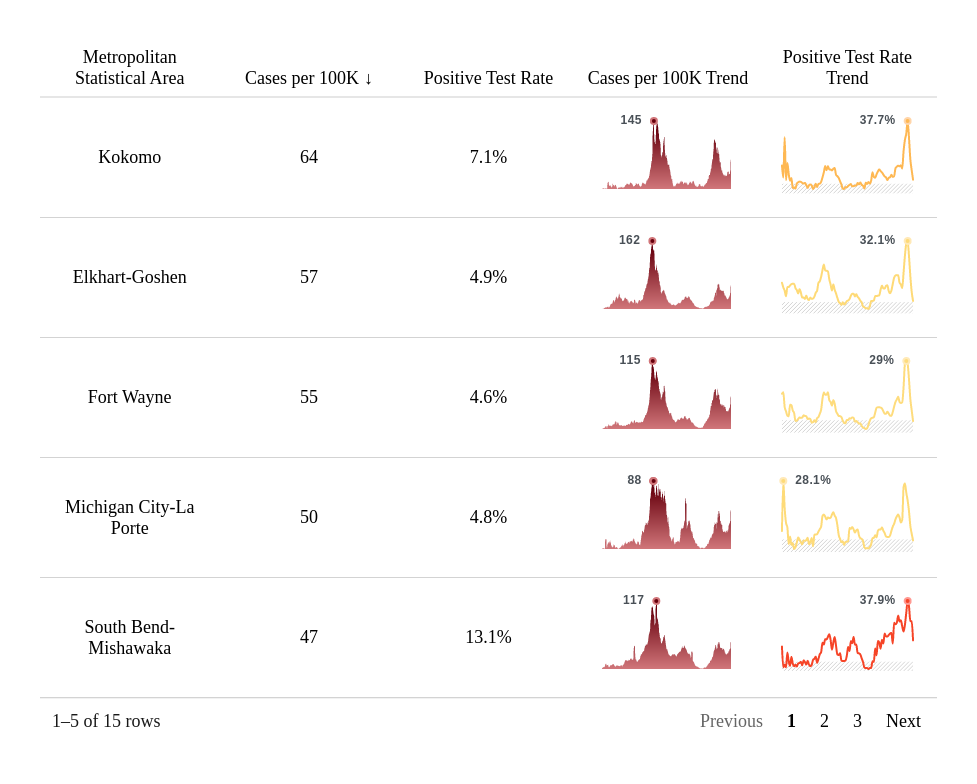 Metropolitan
Statistical Area
Cases per 100K ↓
Positive Test Rate
Cases per 100K Trend
Positive Test Rate
Trend
Kokomo
64
7.1%
145
37.7%
Elkhart-Goshen
57
4.9%
162
32.1%
Fort Wayne
55
4.6%
115
29%
Michigan City-La
Porte
50
4.8%
88
28.1%
South Bend-
Mishawaka
47
13.1%
117
37.9%
1–5 of 15 rows
Previous 1 2 3 Next